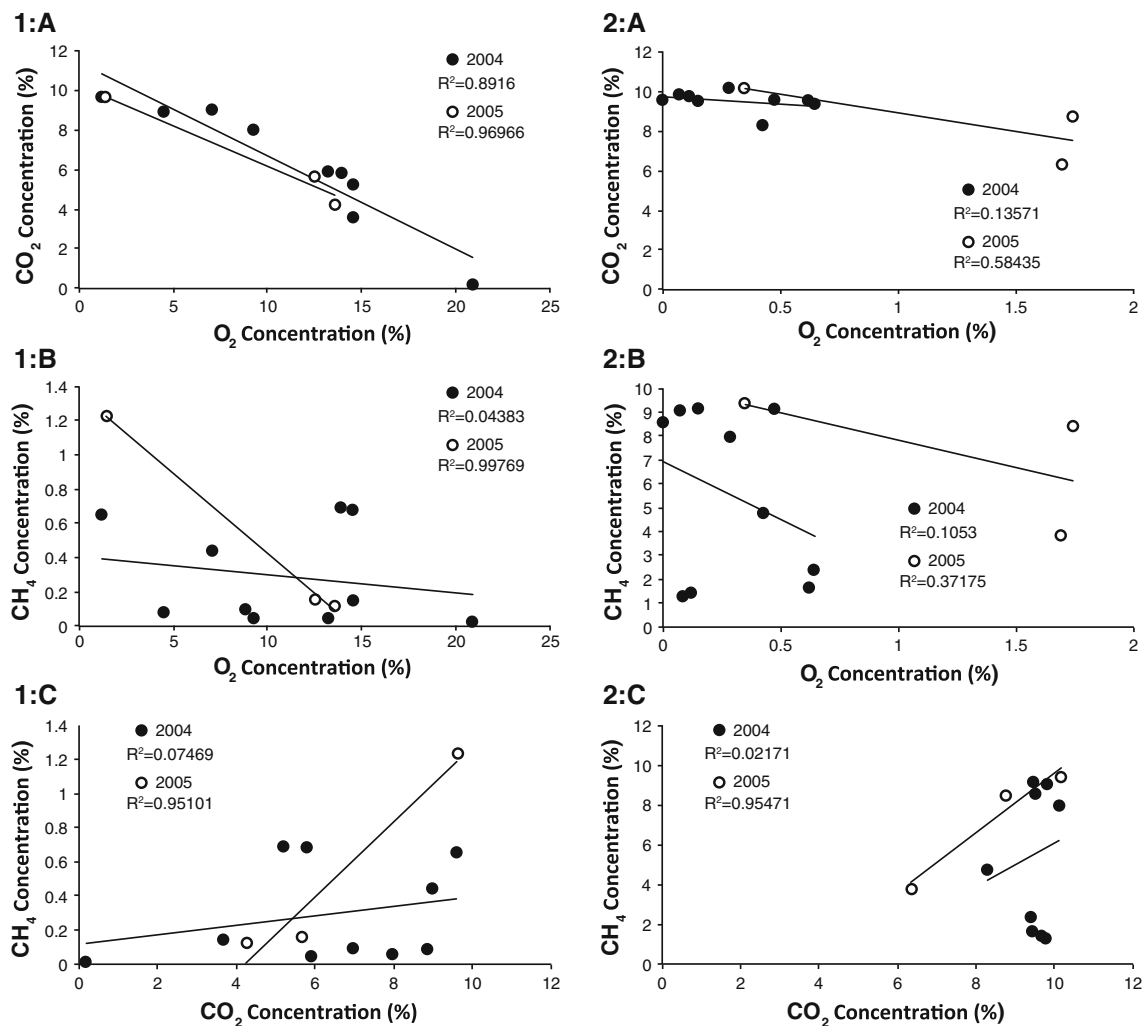 1:A
12
10
8
6
4
2
0
CO₂ Concentration (%)
0 5 10 15 20 25
O₂ Concentration (%)
2004
R²=0.8916
2005
R²=0.96966
2:A
12
10
8
6
4
2
0
CO₂ Concentration (%)
0 0.5 1 1.5 2
O₂ Concentration (%)
2004
R²=0.13571
2005
R²=0.58435
1:B
1.4
1.2
1
0.8
0.6
0.4
0.2
0
CH₄ Concentration (%)
0 5 10 15 20 25
O₂ Concentration (%)
2004
R²=0.04383
2005
R²=0.99769
2:B
10
9
8
7
6
5
4
3
2
1
0
CH₄ Concentration (%)
0 0.5 1 1.5 2
O₂ Concentration (%)
2004
R²=0.1053
2005
R²=0.37175
1:C
1.4
1.2
1
0.8
0.6
0.4
0.2
0
CH₄ Concentration (%)
0 2 4 6 8 10 12
CO₂ Concentration (%)
2004
R²=0.07469
2005
R²=0.95101
2:C
12
10
8
6
4
2
0
CH₄ Concentration (%)
0 2 4 6 8 10 12
CO₂ Concentration (%)
2004
R²=0.02171
2005
R²=0.95471